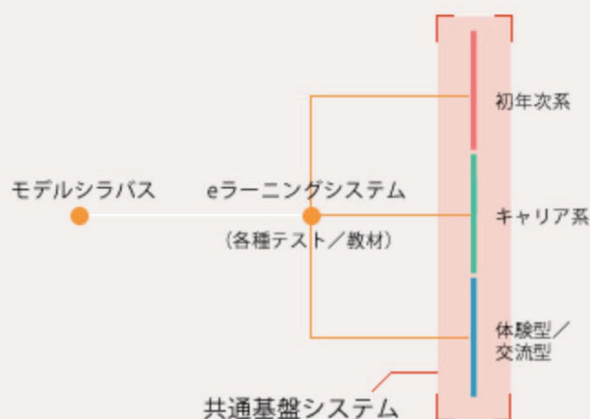 初年次系
モデルシラバス
eラーニングシステム
(各種テスト／教材)
キャリア系
体験型／
交流型
共通基盤システム